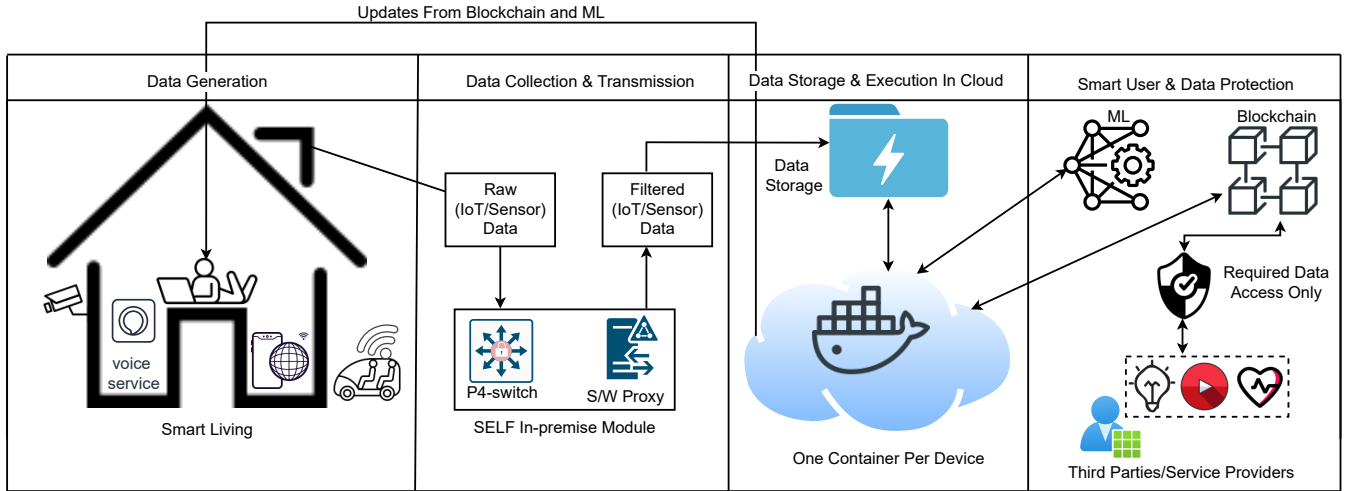 Updates From Blockchain and ML
Data Generation
Data Collection & Transmission
Data Storage & Execution In Cloud
Smart User & Data Protection
voice
service
Smart Living
Raw
(IoT/Sensor)
Data
Filtered
(IoT/Sensor)
Data
P4-switch
S/W Proxy
SELF In-premise Module
Data
Storage
One Container Per Device
ML
Blockchain
Required Data
Access Only
Third Parties/Service Providers